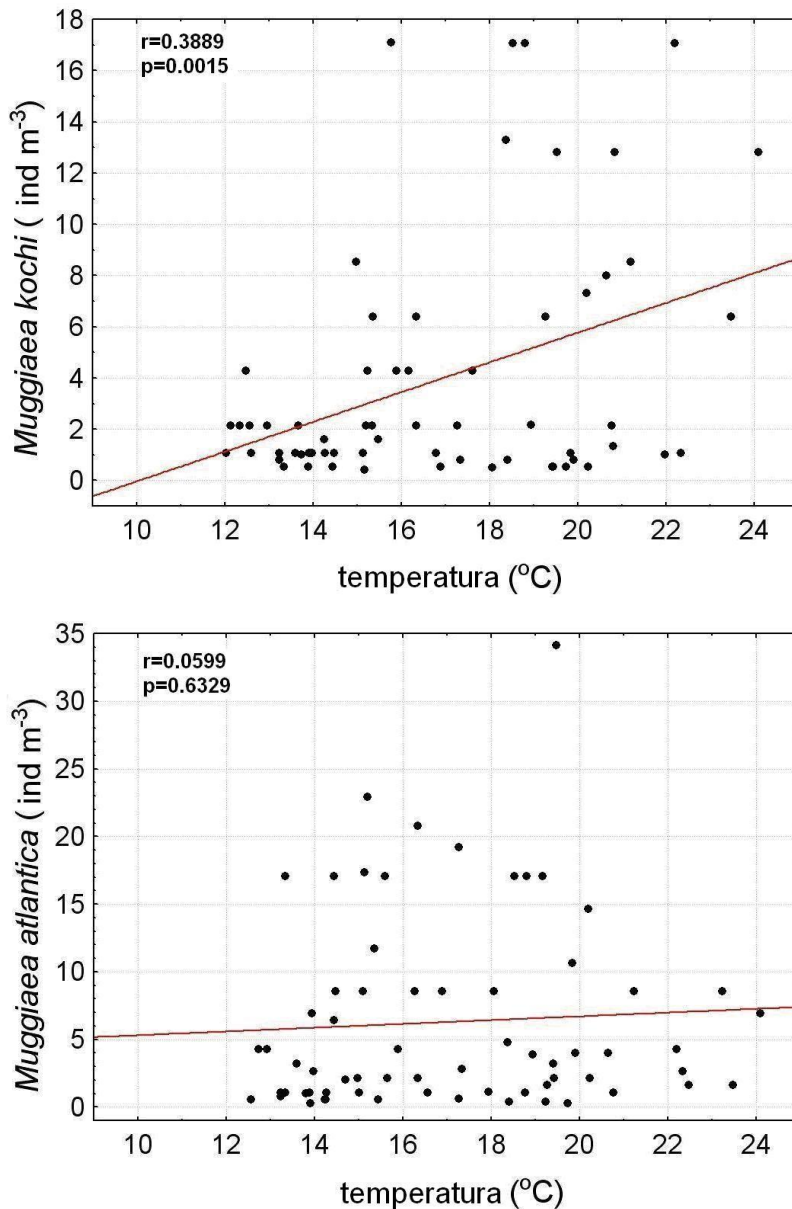 18
16
14
12
10
8
6
4
2
0
r=0.3889
p=0.0015
Muggiaea kochi ( ind m-3)
10 12 14 16 18 20 22 24
temperatura (oC)
35
30
25
20
15
10
5
0
r=0.0599
p=0.6329
Muggiaea atlantica ( ind m-3)
10 12 14 16 18 20 22 24
temperatura (oC)